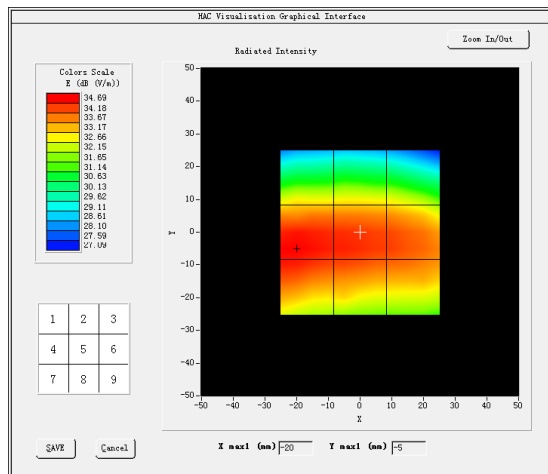 HAC Visualisation Graphical Interface
Zoom In/Out
Radiated Intensity
Colors Scale
E (dB (V/m))
34.69
34.18
33.67
33.17
32.66
32.15
31.65
31.14
30.63
30.13
29.62
29.11
28.61
28.10
27.59
27.09
50
40
30
20
10
0
-10
-20
-30
-40
-50
Y
-50 -40 -30 -20 -10 0 10 20 30 40 50
X
1 2 3
4 5 6
7 8 9
SAVE Cancel
X max1 (mm) -20 Y max1 (mm) -5